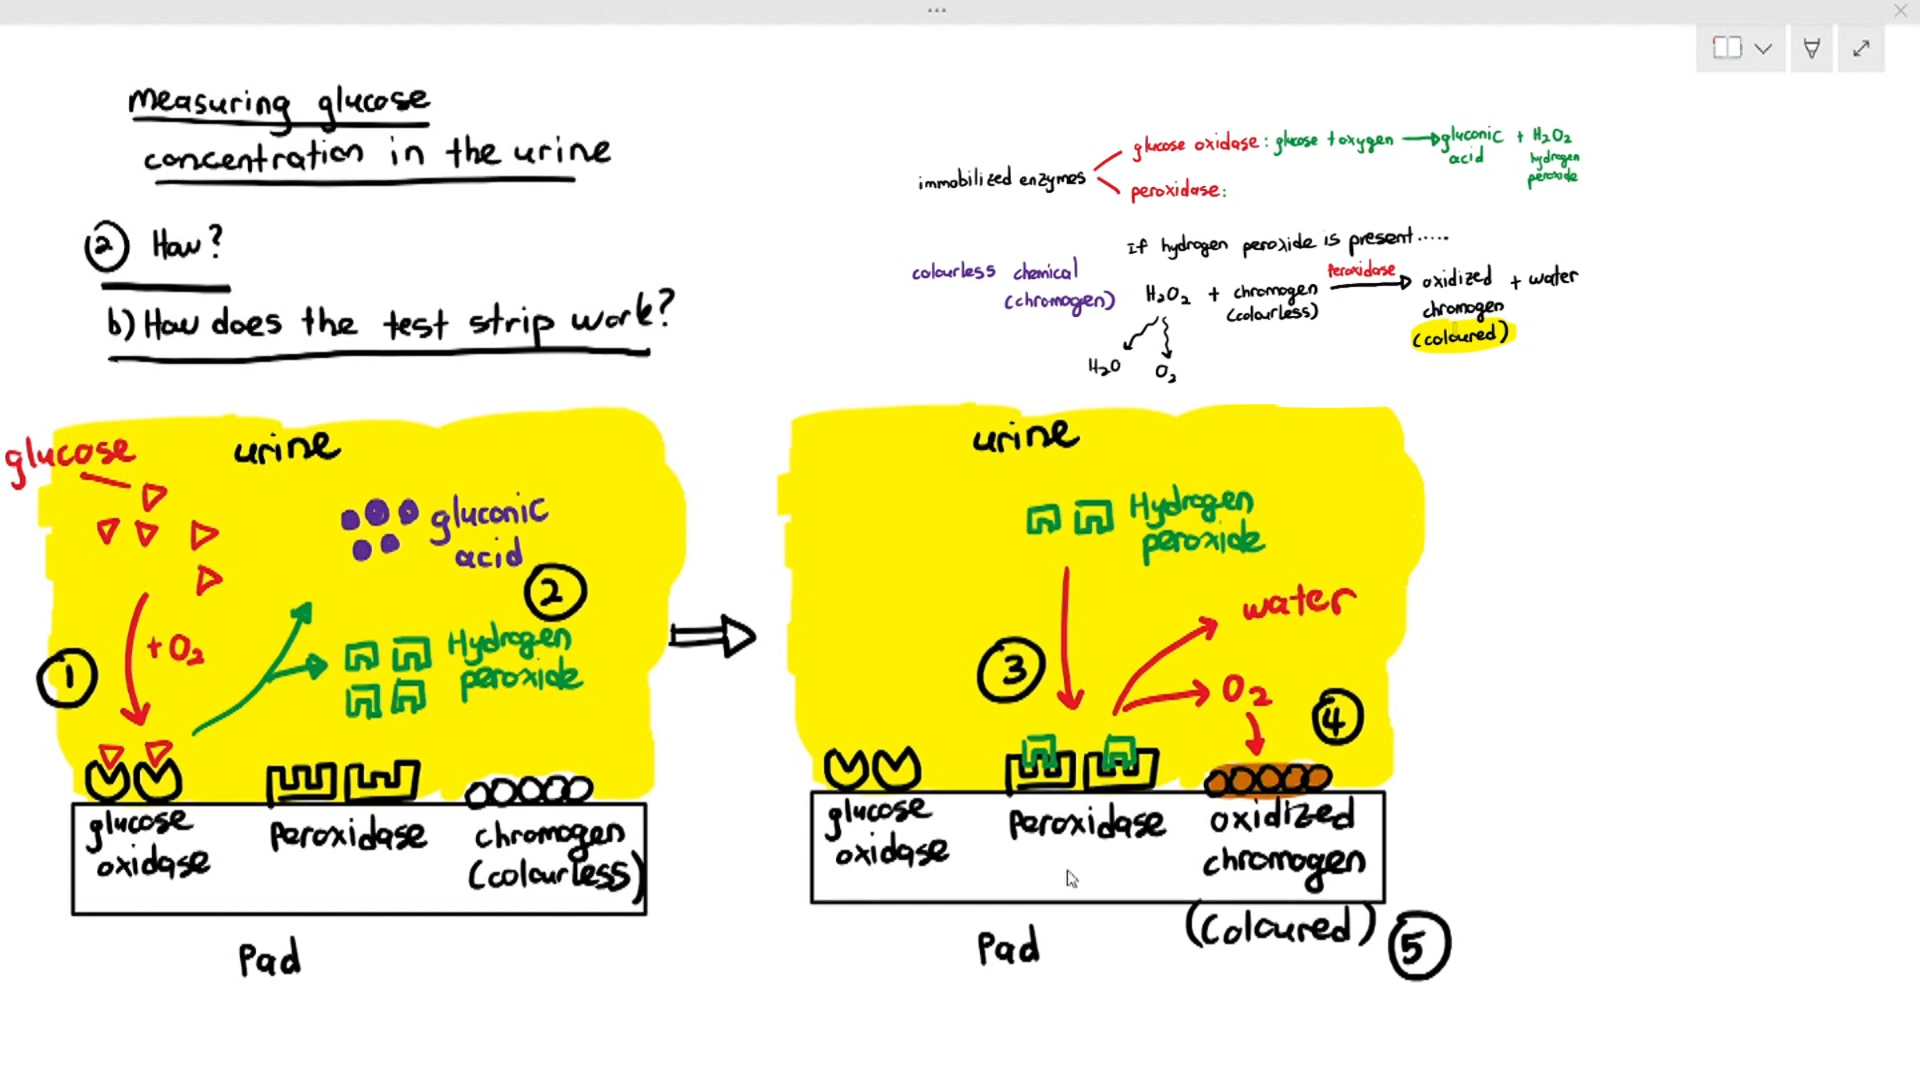 measuring glucose
concentration in the urine
2 How?
b) How does the test strip work?
immobilized enzymes
glucose oxidase: glucose + oxygen → gluconic acid + H2O2
hydrogen
peroxide
peroxidase:
If hydrogen peroxide is present.....
colourless chemical
(chromogen)
H2O2 + chromogen
(colourless)
Peroxidase
oxidized + water
chromogen
(coloured)
H2O
O2
glucose
urine
gluconic
acid
2
+ O2
1
Hydrogen
peroxide
glucose
oxidase
Peroxidase
chromogen
(colourless)
Pad
urine
Hydrogen
peroxide
water
3
O2
4
glucose
oxidase
Peroxidase
oxidized
chromogen
(coloured)
5
Pad